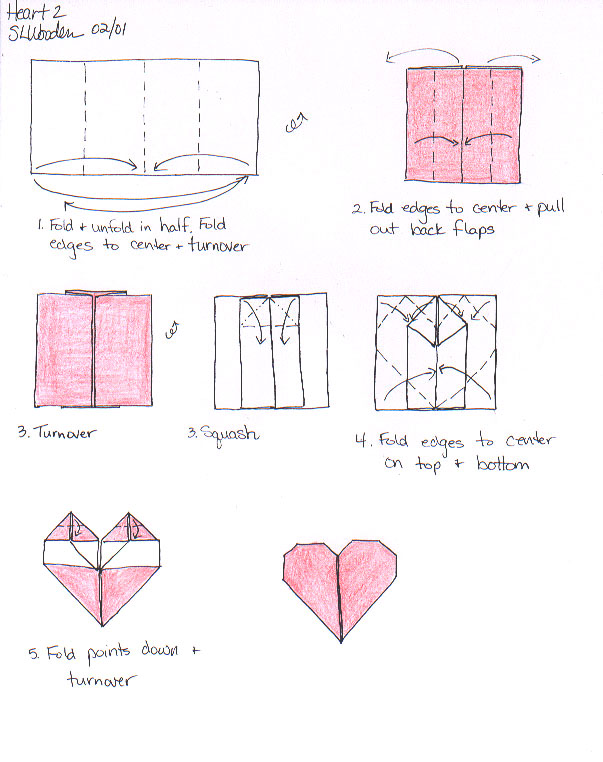 Heart 2
SLWooden 02/01
1. Fold + unfold in half. Fold
edges to center + turnover
2. Fold edges to center + pull
out back flaps
3. Turnover
3. Squash
4. Fold edges to center
on top + bottom
5. Fold points down +
turnover